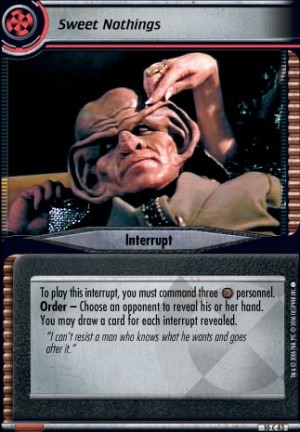 Sweet Nothings
Interrupt
To play this interrupt, you must command three personnel.
Order – Choose an opponent to reveal his or her hand.
You may draw a card for each interrupt revealed.
"I can't resist a man who knows what he wants and goes
after it."
10 C 43